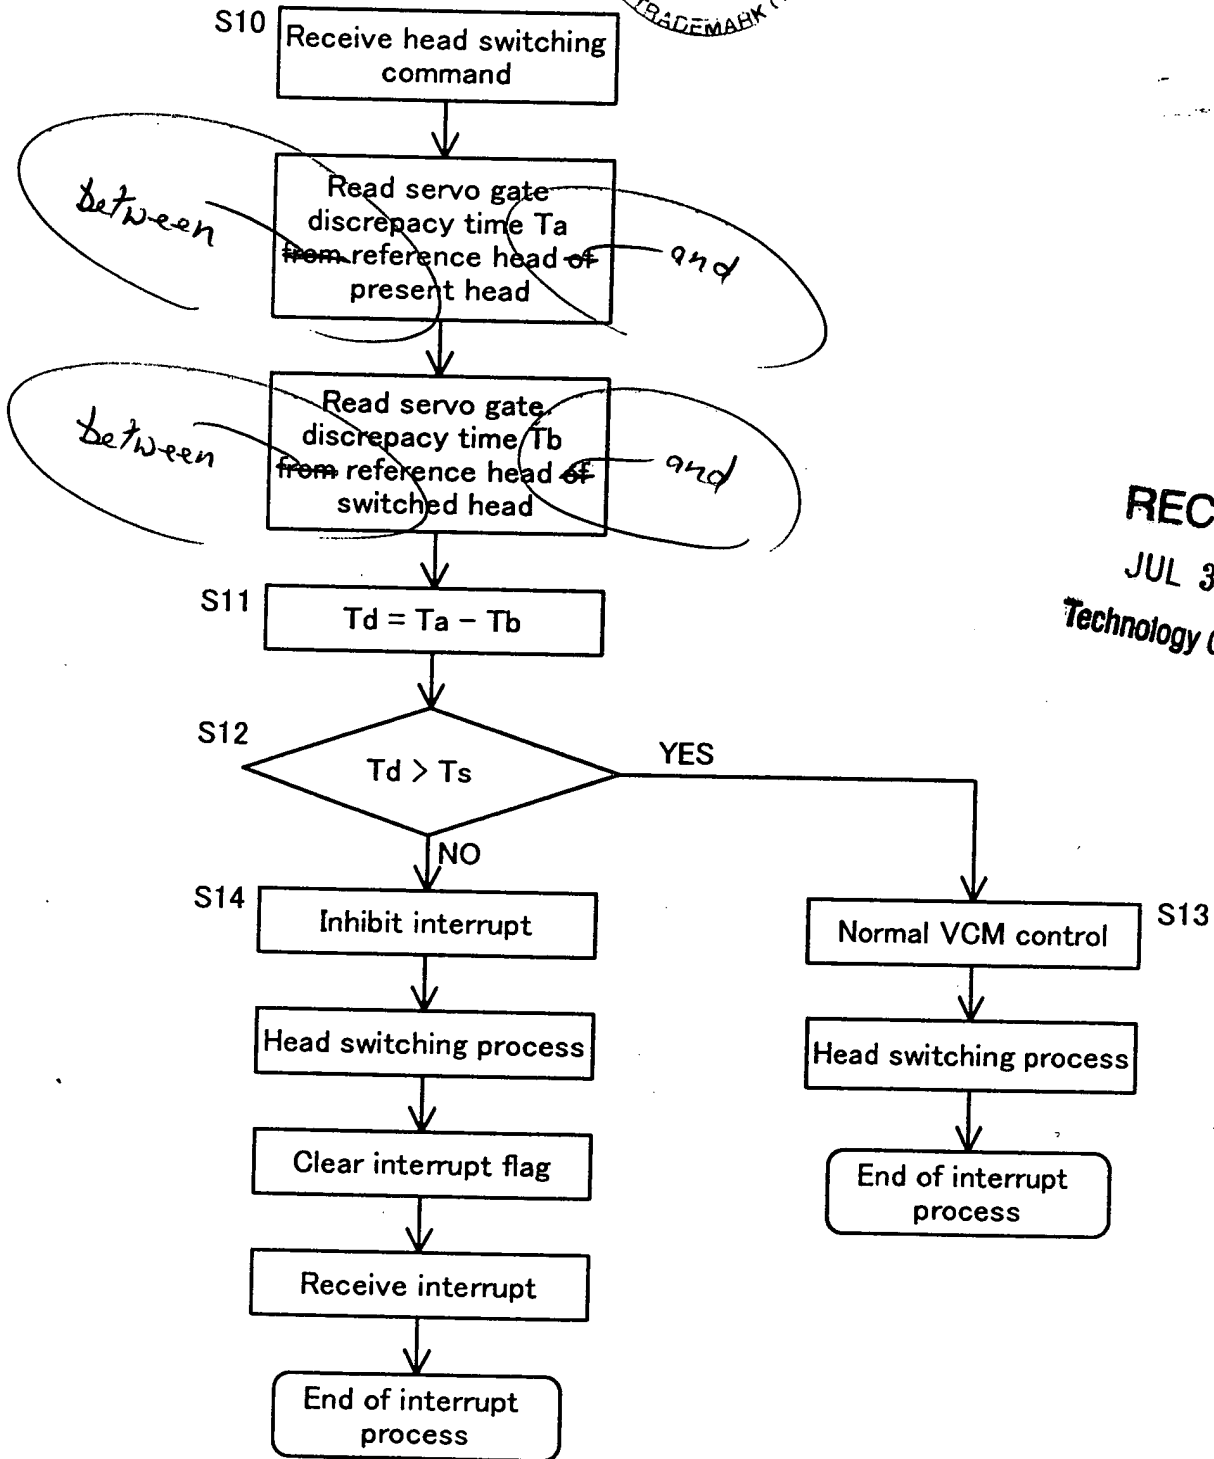 TRADEMARK
S10
Receive head switching
command
Read servo gate
discrepacy time Ta
from reference head of
present head
between
and
Read servo gate
discrepacy time Tb
from reference head of
switched head
between
and
REC
JUL 3
Technology
S11
Td = Ta − Tb
S12
Td > Ts
YES
NO
S14
Inhibit interrupt
S13
Normal VCM control
Head switching process
Head switching process
Clear interrupt flag
End of interrupt
process
Receive interrupt
End of interrupt
process